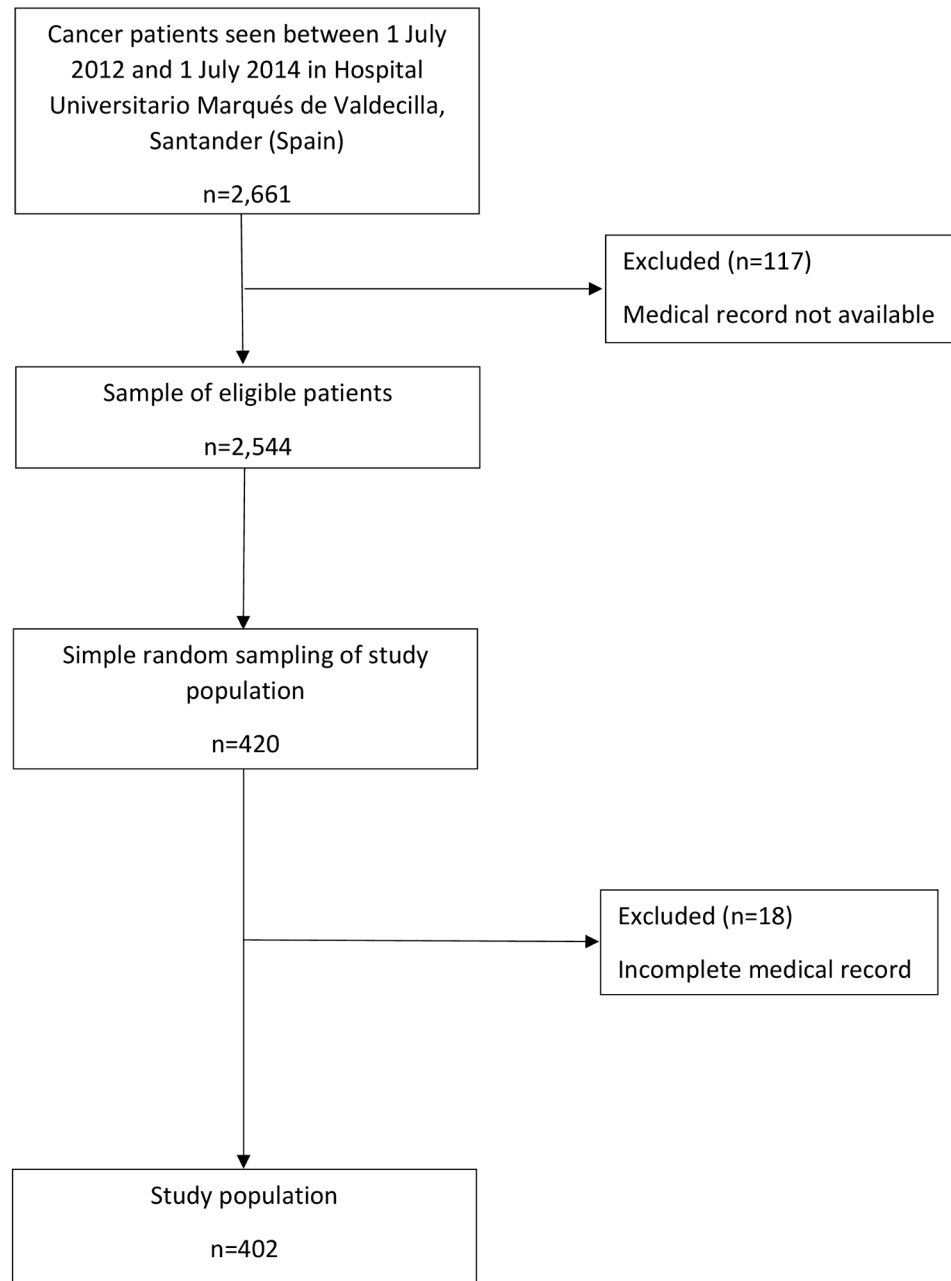 Cancer patients seen between 1 July
2012 and 1 July 2014 in Hospital
Universitario Marqués de Valdecilla,
Santander (Spain)
n=2,661
Excluded (n=117)
Medical record not available
Sample of eligible patients
n=2,544
Simple random sampling of study
population
n=420
Excluded (n=18)
Incomplete medical record
Study population
n=402